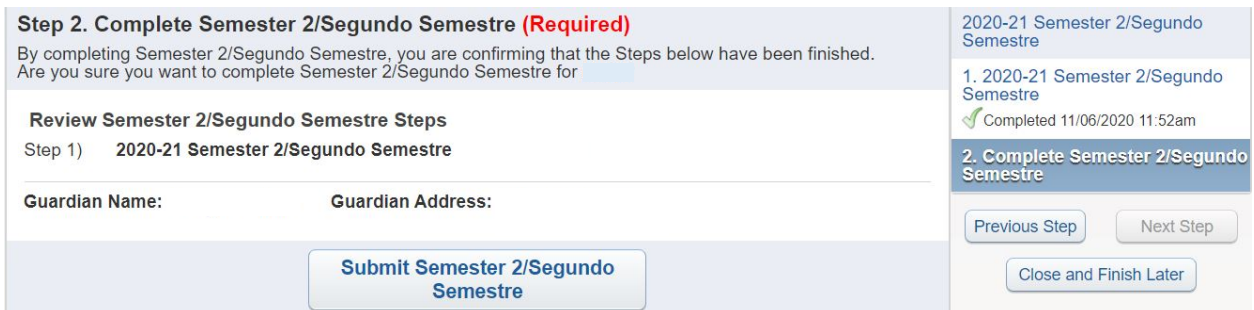 Step 2. Complete Semester 2/Segundo Semestre (Required)
By completing Semester 2/Segundo Semestre, you are confirming that the Steps below have been finished.
Are you sure you want to complete Semester 2/Segundo Semestre for
Review Semester 2/Segundo Semestre Steps
Step 1) 2020-21 Semester 2/Segundo Semestre
Guardian Name: Guardian Address:
Submit Semester 2/Segundo
Semestre
2020-21 Semester 2/Segundo
Semestre
1. 2020-21 Semester 2/Segundo
Semestre
Completed 11/06/2020 11:52am
2. Complete Semester 2/Segundo
Semestre
Previous Step Next Step
Close and Finish Later